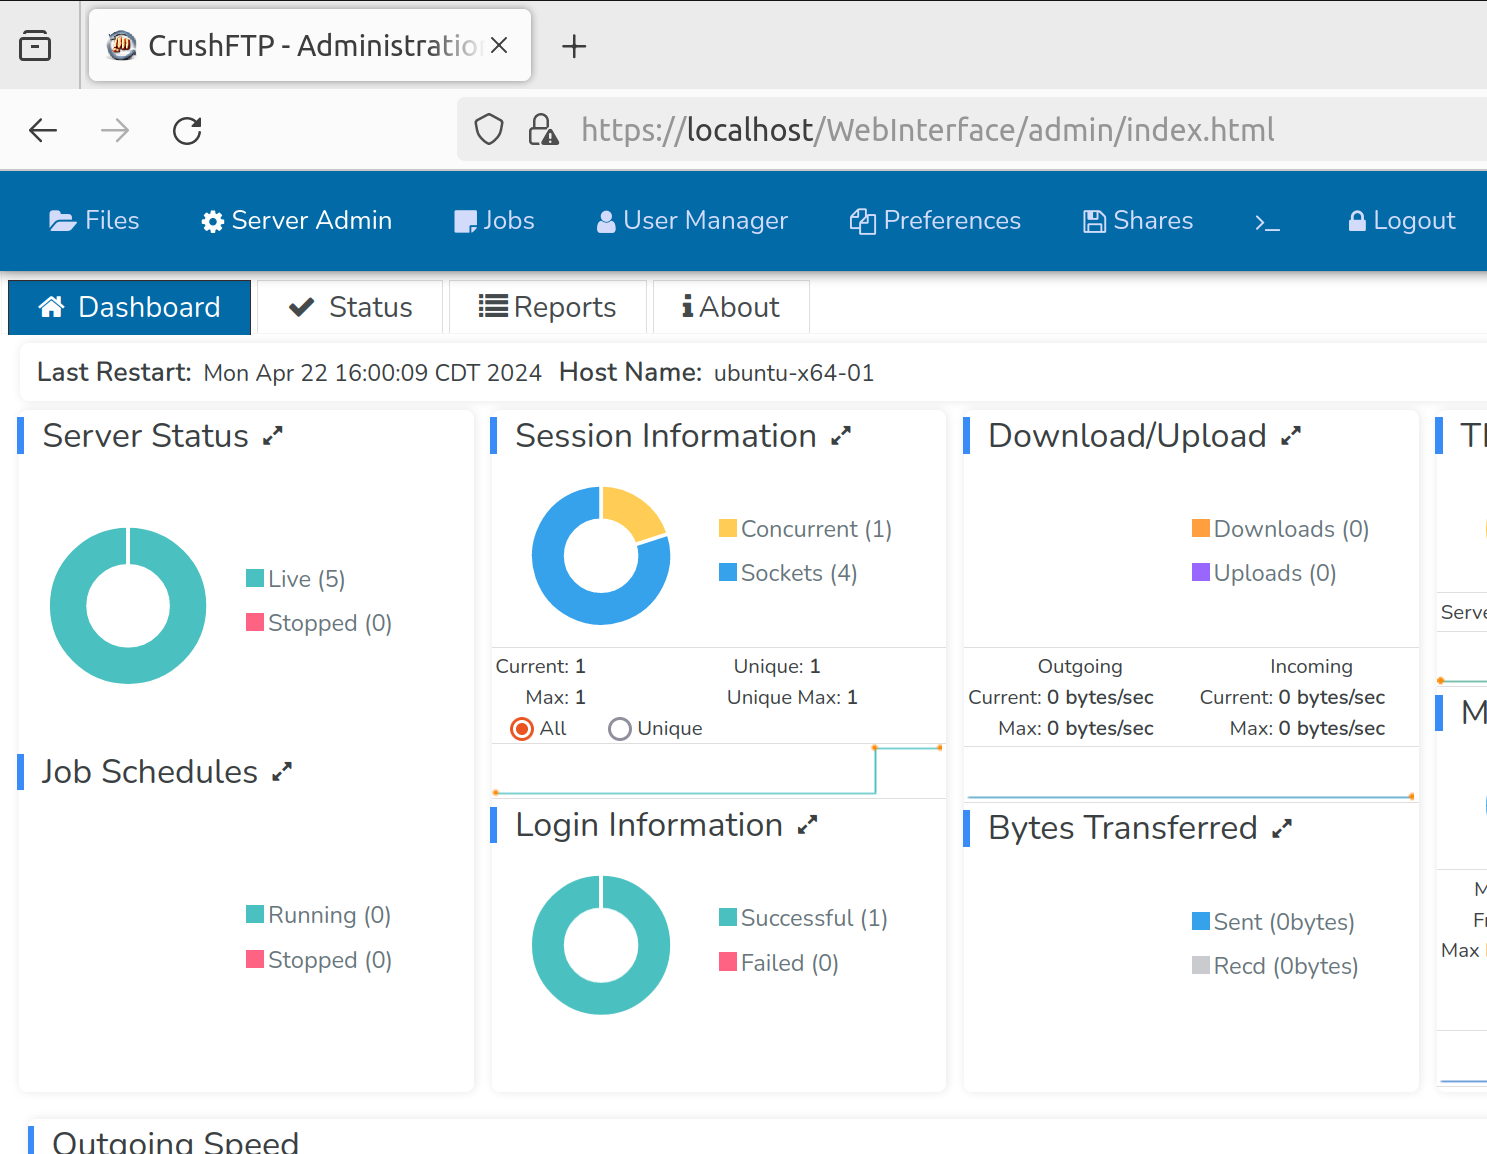 CrushFTP - Administratio
https://localhost/WebInterface/admin/index.html
Files Server Admin Jobs User Manager Preferences Shares >_ Logout
Dashboard Status Reports About
Last Restart: Mon Apr 22 16:00:09 CDT 2024 Host Name: ubuntu-x64-01
Server Status
Live (5)
Stopped (0)
Job Schedules
Running (0)
Stopped (0)
Session Information
Concurrent (1)
Sockets (4)
Current: 1 Unique: 1
Max: 1 Unique Max: 1
All Unique
Login Information
Successful (1)
Failed (0)
Download/Upload
Downloads (0)
Uploads (0)
Outgoing Incoming
Current: 0 bytes/sec Current: 0 bytes/sec
Max: 0 bytes/sec Max: 0 bytes/sec
Bytes Transferred
Sent (0bytes)
Recd (0bytes)
Serve
Max
Outgoing Speed